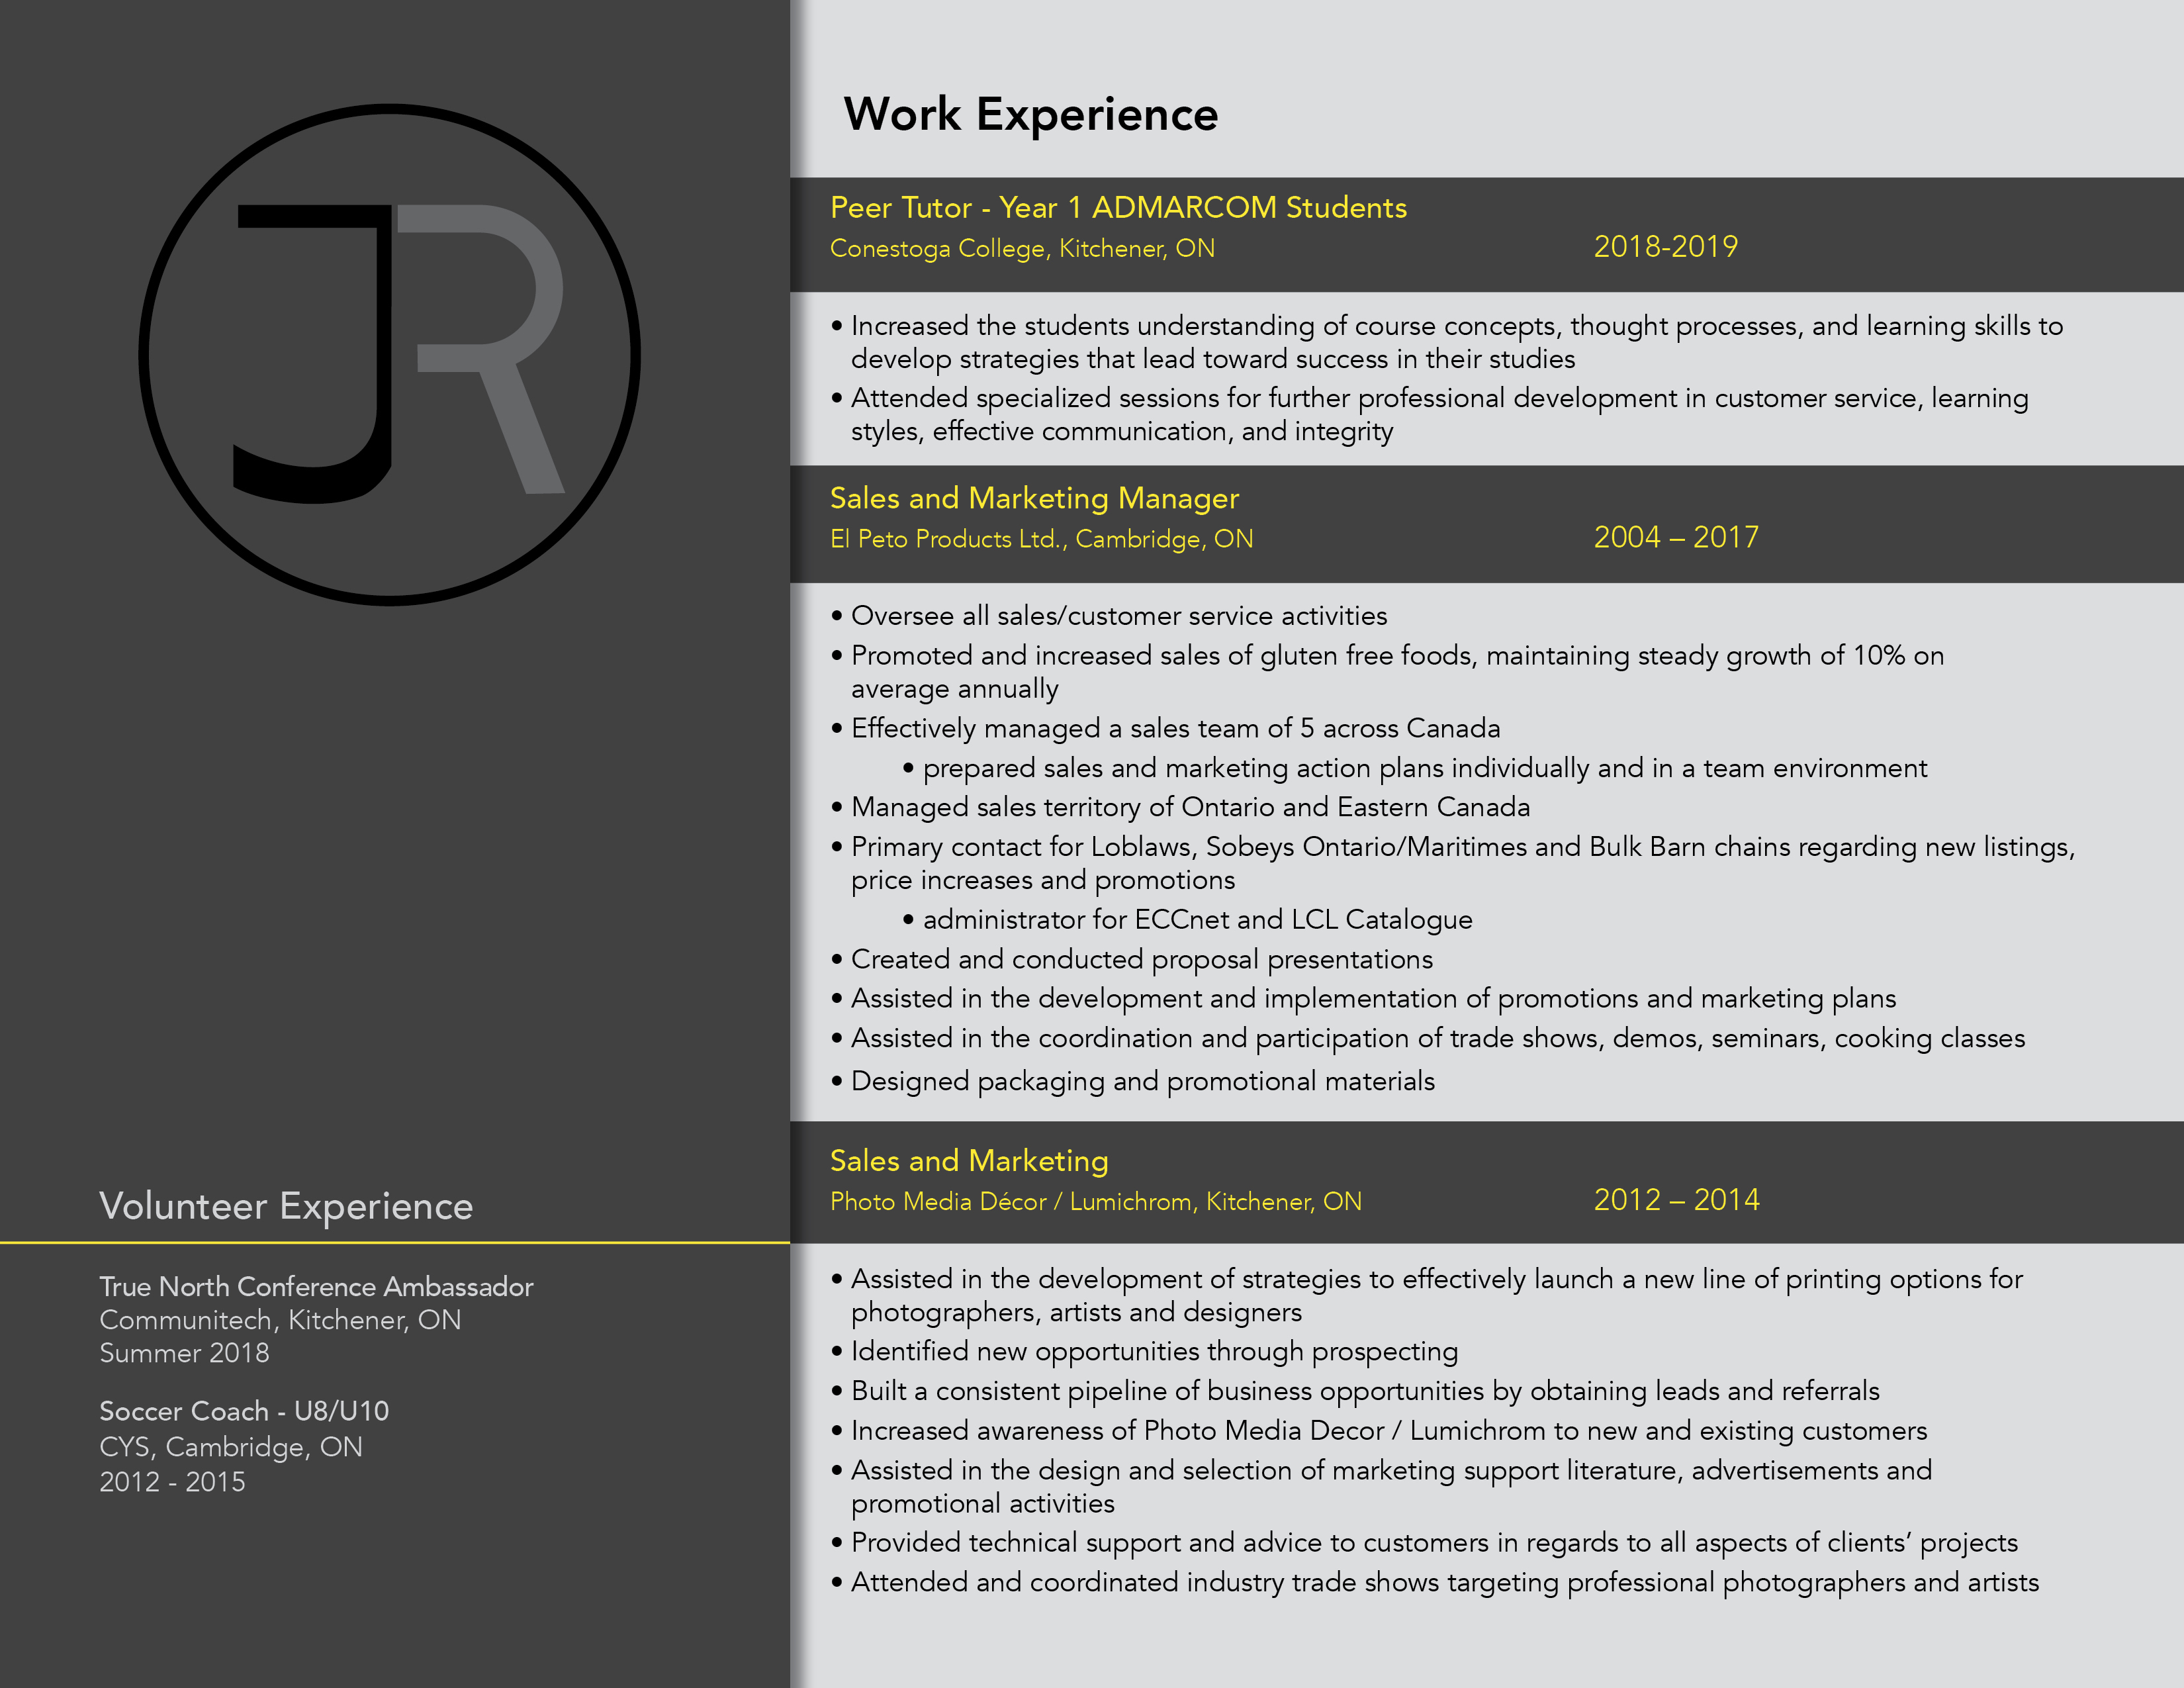 JR
Volunteer Experience
True North Conference Ambassador
Communitech, Kitchener, ON
Summer 2018
Soccer Coach - U8/U10
CYS, Cambridge, ON
2012 - 2015
Work Experience
Peer Tutor - Year 1 ADMARCOM Students
Conestoga College, Kitchener, ON 2018-2019
• Increased the students understanding of course concepts, thought processes, and learning skills to
develop strategies that lead toward success in their studies
• Attended specialized sessions for further professional development in customer service, learning
styles, effective communication, and integrity
Sales and Marketing Manager
El Peto Products Ltd., Cambridge, ON 2004 – 2017
• Oversee all sales/customer service activities
• Promoted and increased sales of gluten free foods, maintaining steady growth of 10% on
average annually
• Effectively managed a sales team of 5 across Canada
• prepared sales and marketing action plans individually and in a team environment
• Managed sales territory of Ontario and Eastern Canada
• Primary contact for Loblaws, Sobeys Ontario/Maritimes and Bulk Barn chains regarding new listings,
price increases and promotions
• administrator for ECCnet and LCL Catalogue
• Created and conducted proposal presentations
• Assisted in the development and implementation of promotions and marketing plans
• Assisted in the coordination and participation of trade shows, demos, seminars, cooking classes
• Designed packaging and promotional materials
Sales and Marketing
Photo Media Décor / Lumichrom, Kitchener, ON 2012 – 2014
• Assisted in the development of strategies to effectively launch a new line of printing options for
photographers, artists and designers
• Identified new opportunities through prospecting
• Built a consistent pipeline of business opportunities by obtaining leads and referrals
• Increased awareness of Photo Media Decor / Lumichrom to new and existing customers
• Assisted in the design and selection of marketing support literature, advertisements and
promotional activities
• Provided technical support and advice to customers in regards to all aspects of clients’ projects
• Attended and coordinated industry trade shows targeting professional photographers and artists